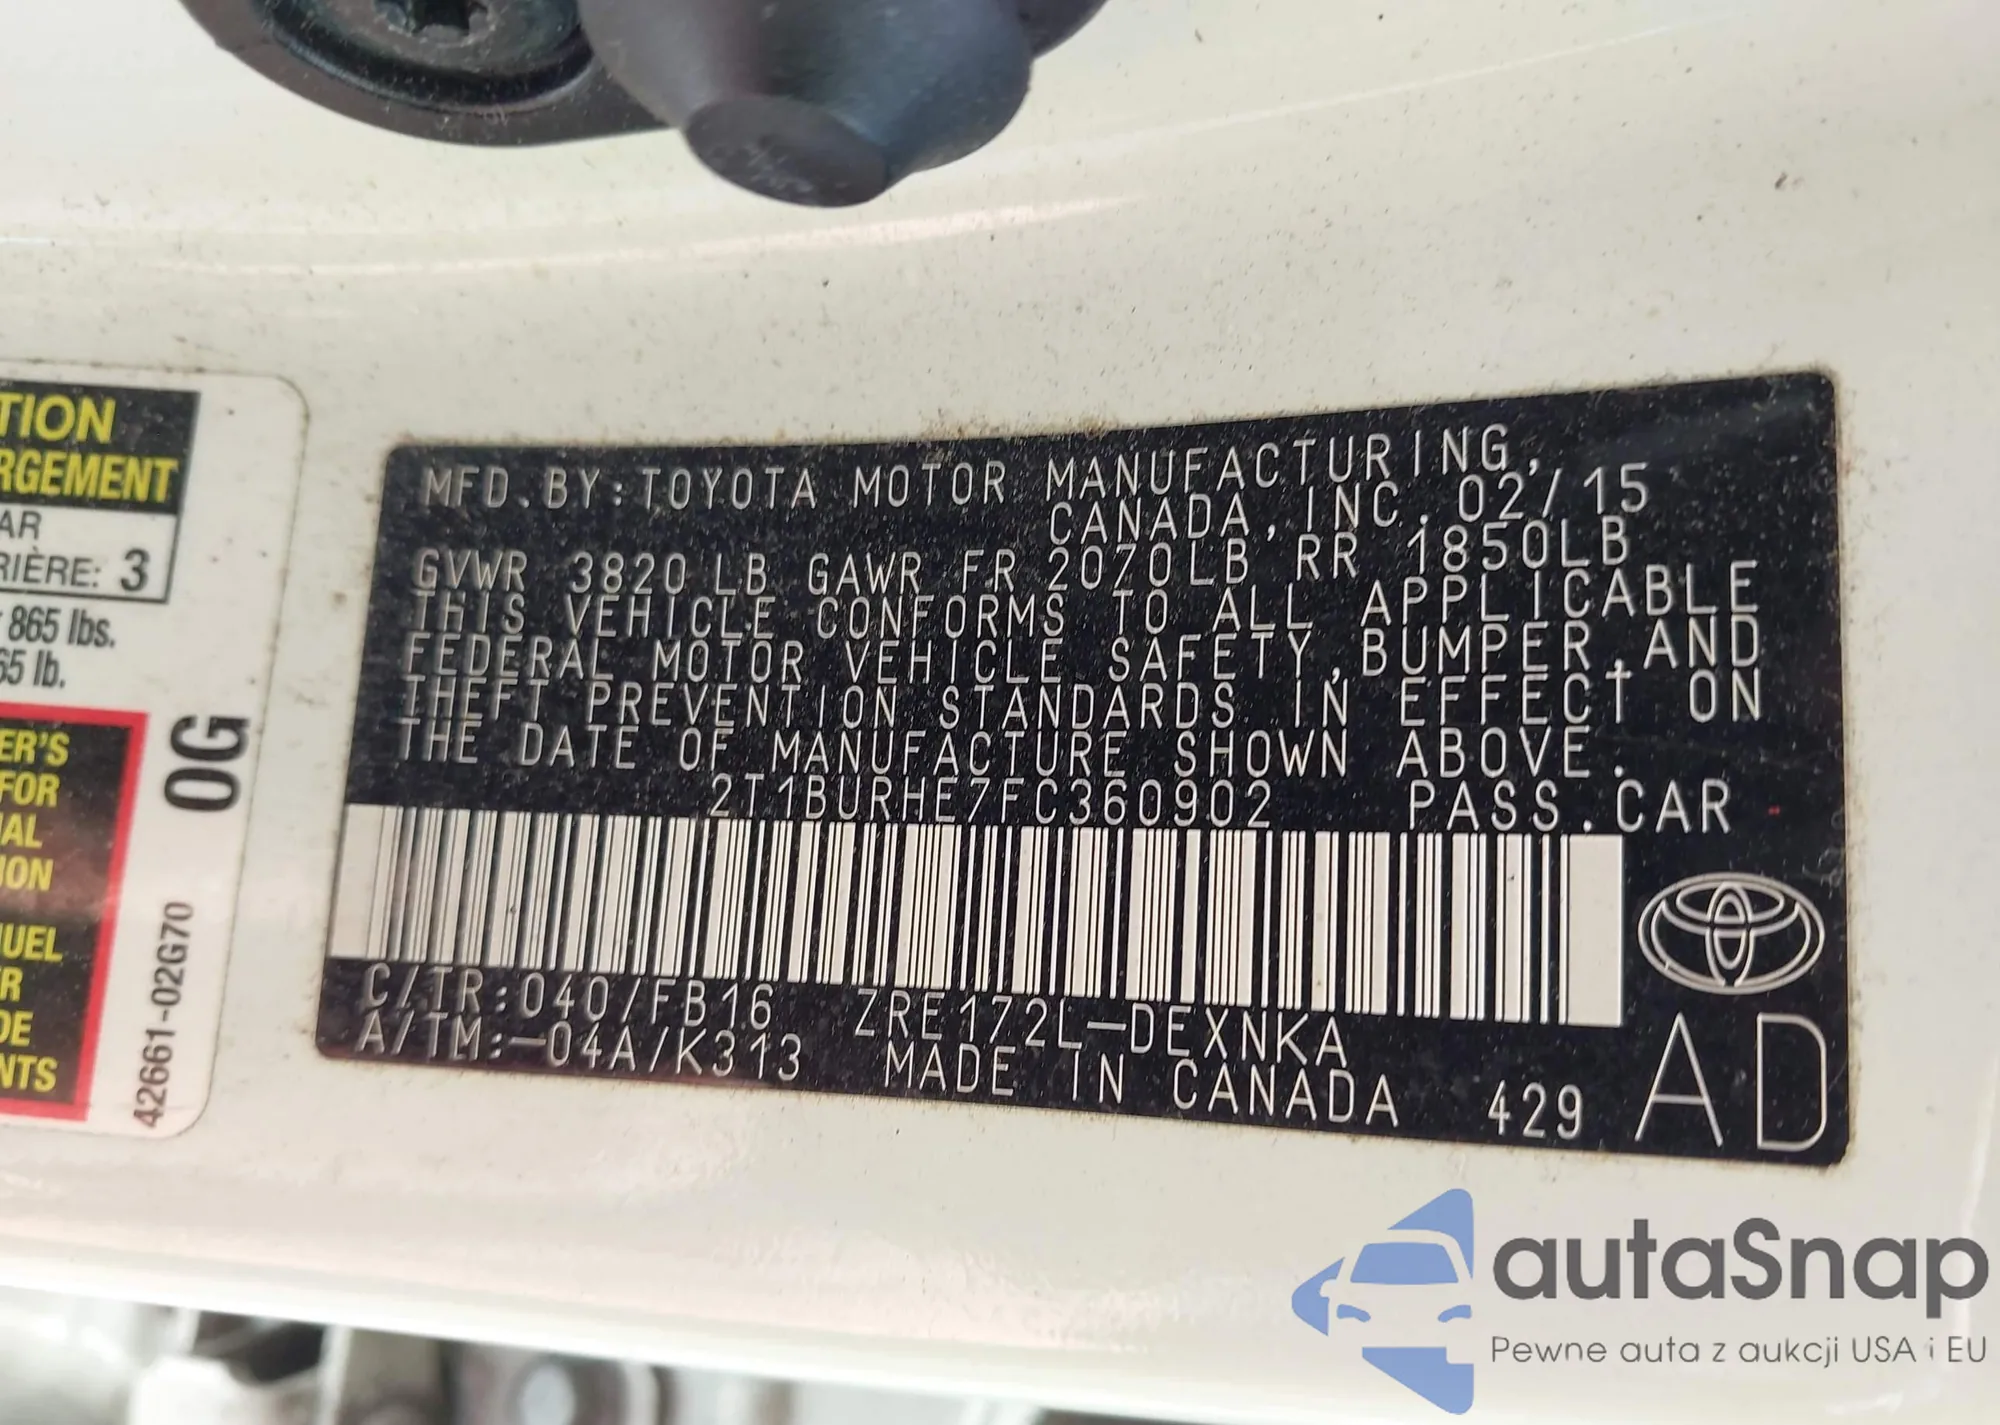 TION
RGEMENT
AR
RIÈRE: 3
865 lbs.
65 lb.
ER'S
FOR
AL
ION
UEL
R
DE
NTS
0G
42661-02G70
MFD.BY:TOYOTA MOTOR MANUFACTURING,
CANADA,INC.02/15
GVWR 3820LB GAWR FR 2070LB RR 1850LB
THIS VEHICLE CONFORMS TO ALL APPLICABLE
FEDERAL MOTOR VEHICLE SAFETY,BUMPER,AND
THEFT PREVENTION STANDARDS IN EFFECT ON
THE DATE OF MANUFACTURE SHOWN ABOVE.
2T1BURHE7FC360902 PASS.CAR
C/TR:040/FB16 ZRE172L-DEXNKA
A/TM:-04A/K313 MADE IN CANADA 429
AD
autaSnap
Pewne auta z aukcji USA i EU